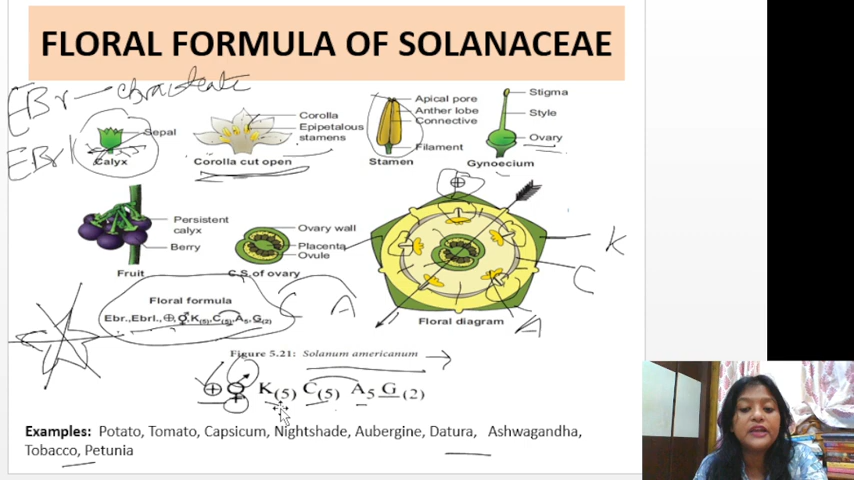 FLORAL FORMULA OF SOLANACEAE
EBr — ebracteate
EBrl
Sepal
Calyx
Corolla
Epipetalous
stamens
Corolla cut open
Apical pore
Anther lobe
Connective
Filament
Stamen
Stigma
Style
Ovary
Gynoecium
Persistent
calyx
Berry
Fruit
Ovary wall
Placenta
Ovule
C.S. of ovary
K
C
A
Floral diagram
C A
Floral formula
Ebr.,Ebrl.,⊕,⚥,K(5),C(5),A5,G(2)
Figure 5.21: Solanum americanum
⊕ ⚥ K(5) C(5) A5 G(2)
Examples: Potato, Tomato, Capsicum, Nightshade, Aubergine, Datura, Ashwagandha,
Tobacco, Petunia